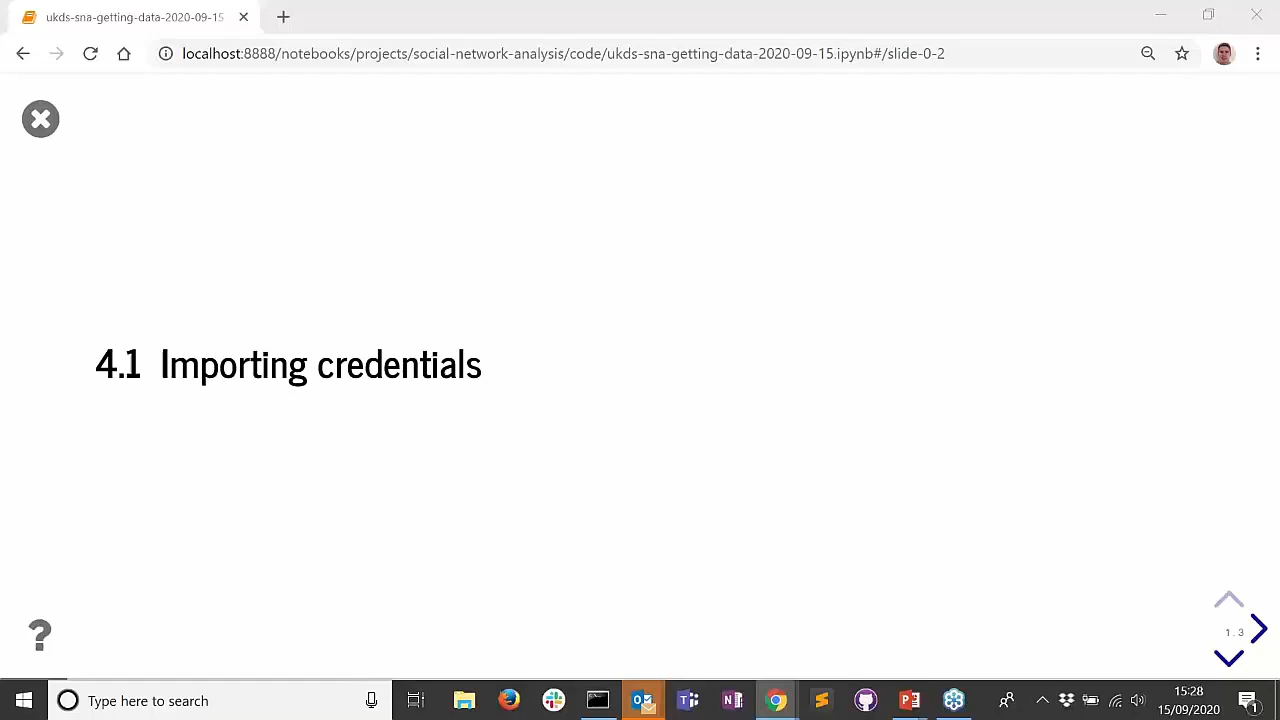 ukds-sna-getting-data-2020-09-15
localhost:8888/notebooks/projects/social-network-analysis/code/ukds-sna-getting-data-2020-09-15.ipynb#/slide-0-2
4.1 Importing credentials
?
1.3
Type here to search
15:28
15/09/2020
1